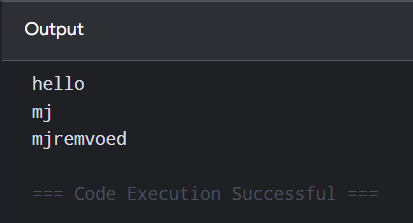 Output
hello
mj
mjremvoed
=== Code Execution Successful ===